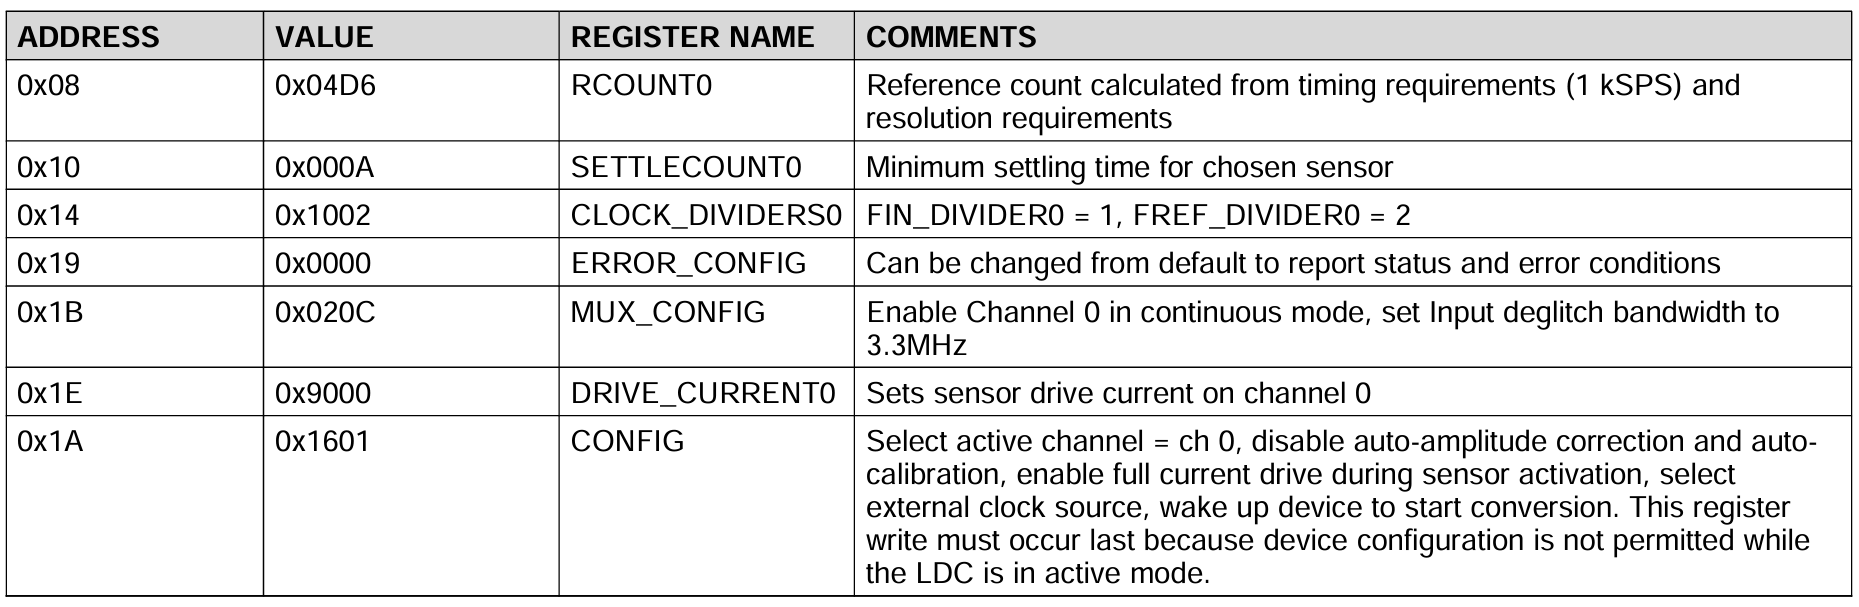 ADDRESS VALUE REGISTER NAME COMMENTS
0x08 0x04D6 RCOUNT0 Reference count calculated from timing requirements (1 kSPS) and
resolution requirements
0x10 0x000A SETTLECOUNT0 Minimum settling time for chosen sensor
0x14 0x1002 CLOCK_DIVIDERS0 FIN_DIVIDER0 = 1, FREF_DIVIDER0 = 2
0x19 0x0000 ERROR_CONFIG Can be changed from default to report status and error conditions
0x1B 0x020C MUX_CONFIG Enable Channel 0 in continuous mode, set Input deglitch bandwidth to
3.3MHz
0x1E 0x9000 DRIVE_CURRENT0 Sets sensor drive current on channel 0
0x1A 0x1601 CONFIG Select active channel = ch 0, disable auto-amplitude correction and auto-
calibration, enable full current drive during sensor activation, select
external clock source, wake up device to start conversion. This register
write must occur last because device configuration is not permitted while
the LDC is in active mode.